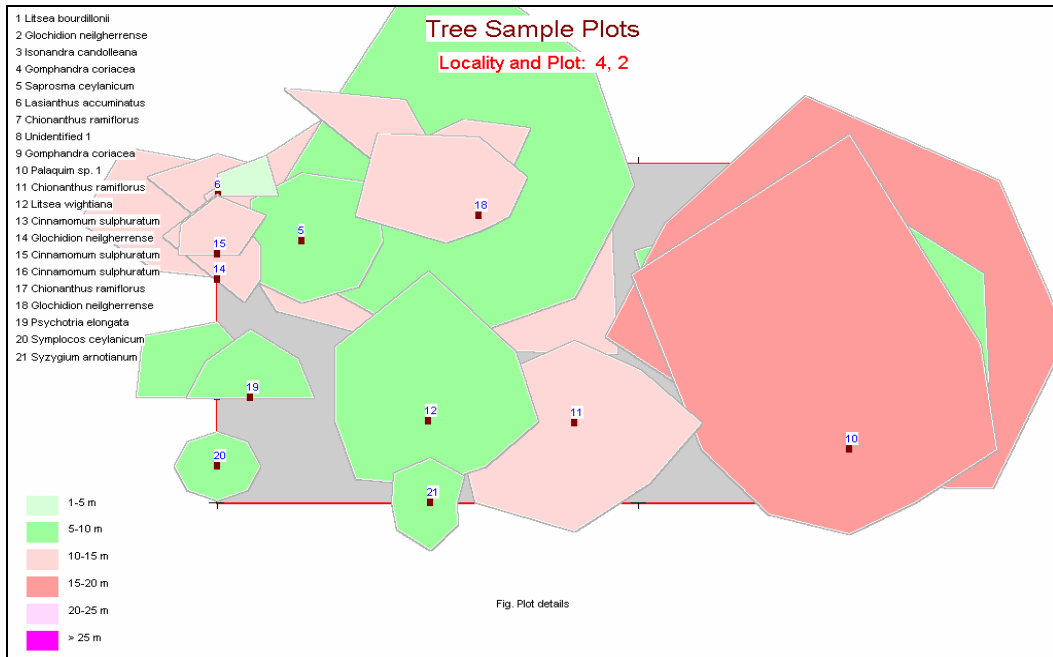 Tree Sample Plots
Locality and Plot: 4, 2
1 Litsea bourdillonii
2 Glochidion neilgherrense
3 Isonandra candolleana
4 Gomphandra coriacea
5 Saprosma ceylanicum
6 Lasianthus accuminatus
7 Chionanthus ramiflorus
8 Unidentified 1
9 Gomphandra coriacea
10 Palaquim sp. 1
11 Chionanthus ramiflorus
12 Litsea wightiana
13 Cinnamomum sulphuratum
14 Glochidion neilgherrense
15 Cinnamomum sulphuratum
16 Cinnamomum sulphuratum
17 Chionanthus ramiflorus
18 Glochidion neilgherrense
19 Psychotria elongata
20 Symplocos ceylanicum
21 Syzygium arnotianum
6
18
5
15
14
19
12
11
10
20
21
1-5 m
5-10 m
10-15 m
15-20 m
20-25 m
> 25 m
Fig. Plot details